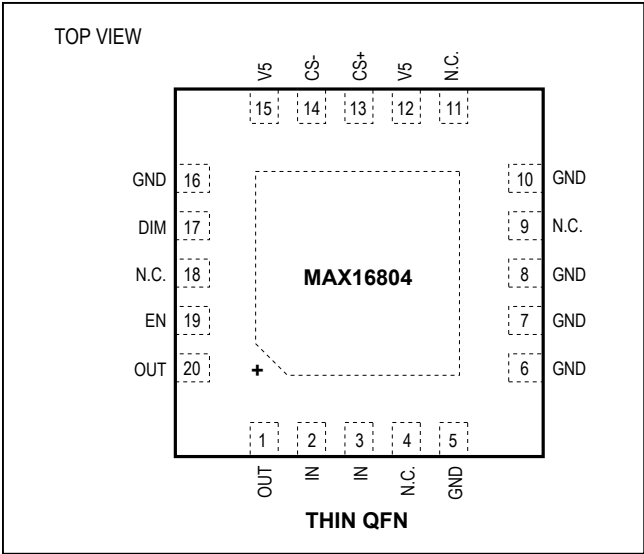 TOP VIEW
V5 CS- CS+ V5 N.C.
15 14 13 12 11
GND 16 10 GND
DIM 17 9 N.C.
N.C. 18 8 GND
MAX16804
EN 19 7 GND
OUT 20 6 GND
+
1 2 3 4 5
OUT IN IN N.C. GND
THIN QFN